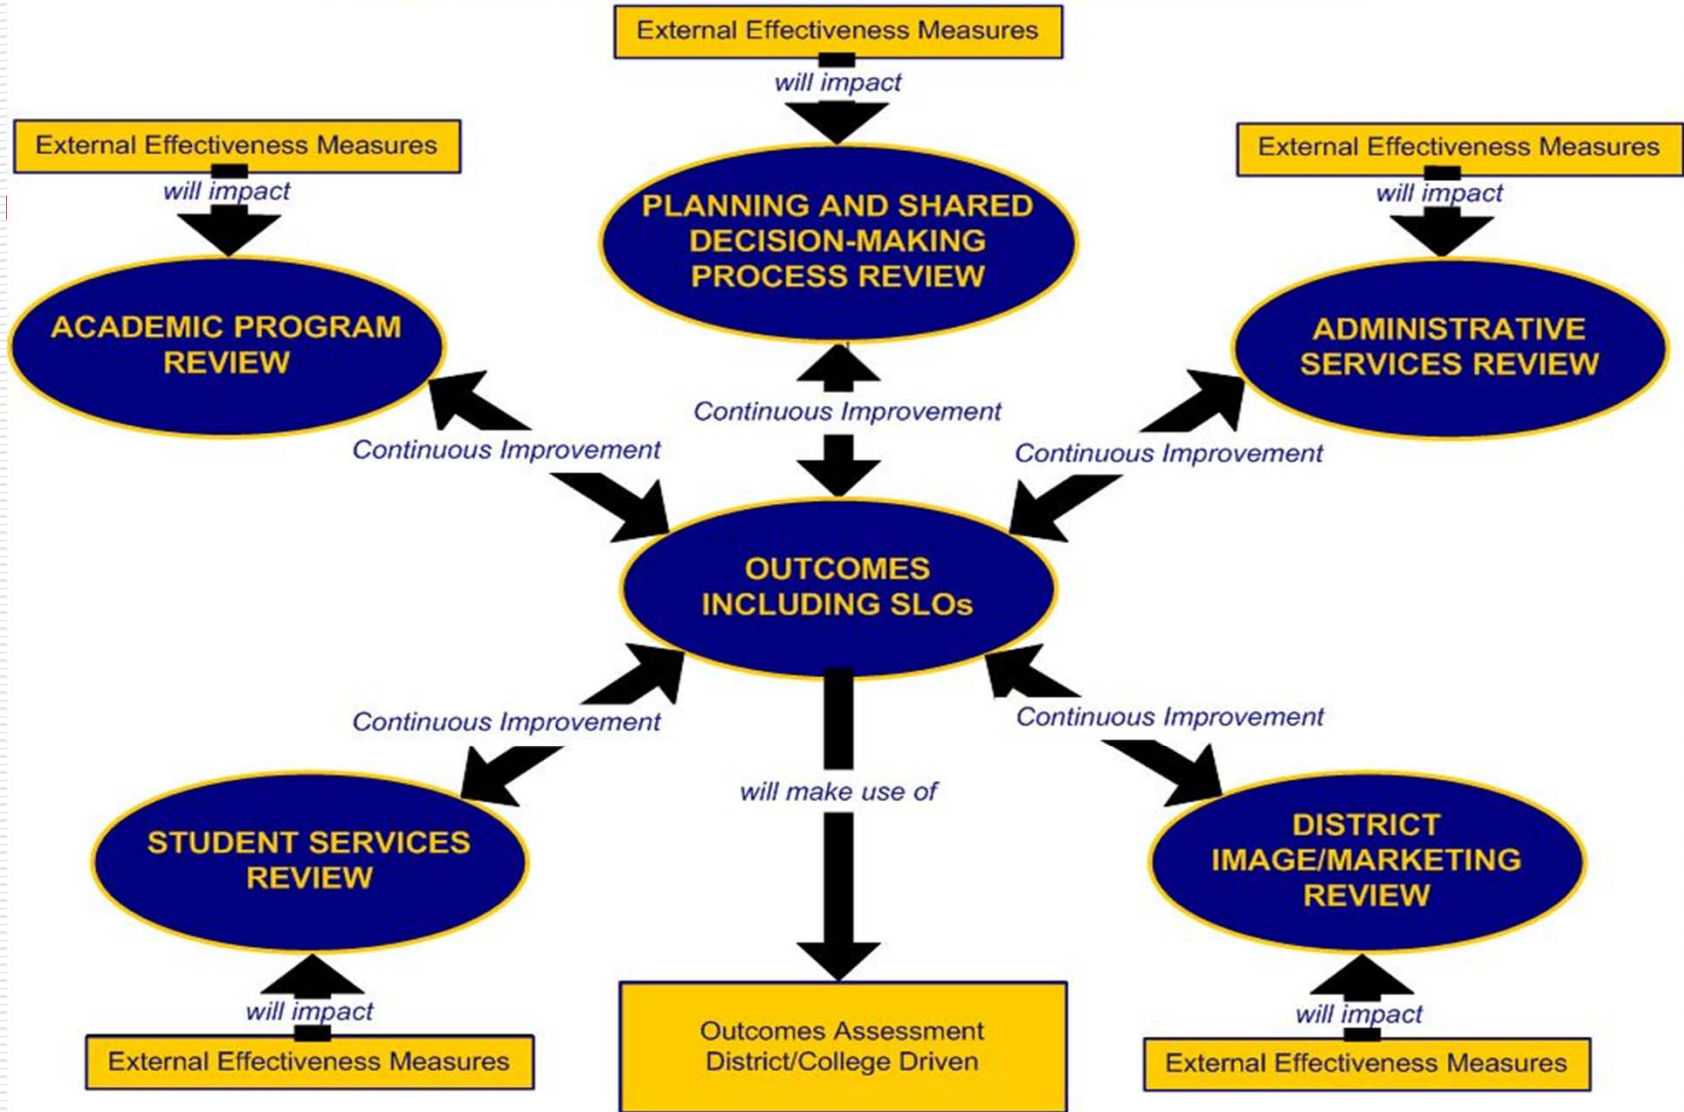 External Effectiveness Measures
will impact
External Effectiveness Measures
will impact
External Effectiveness Measures
will impact
PLANNING AND SHARED
DECISION-MAKING
PROCESS REVIEW
ACADEMIC PROGRAM
REVIEW
ADMINISTRATIVE
SERVICES REVIEW
Continuous Improvement
Continuous Improvement
Continuous Improvement
OUTCOMES
INCLUDING SLOs
Continuous Improvement
Continuous Improvement
will make use of
STUDENT SERVICES
REVIEW
DISTRICT
IMAGE/MARKETING
REVIEW
will impact
External Effectiveness Measures
Outcomes Assessment
District/College Driven
will impact
External Effectiveness Measures